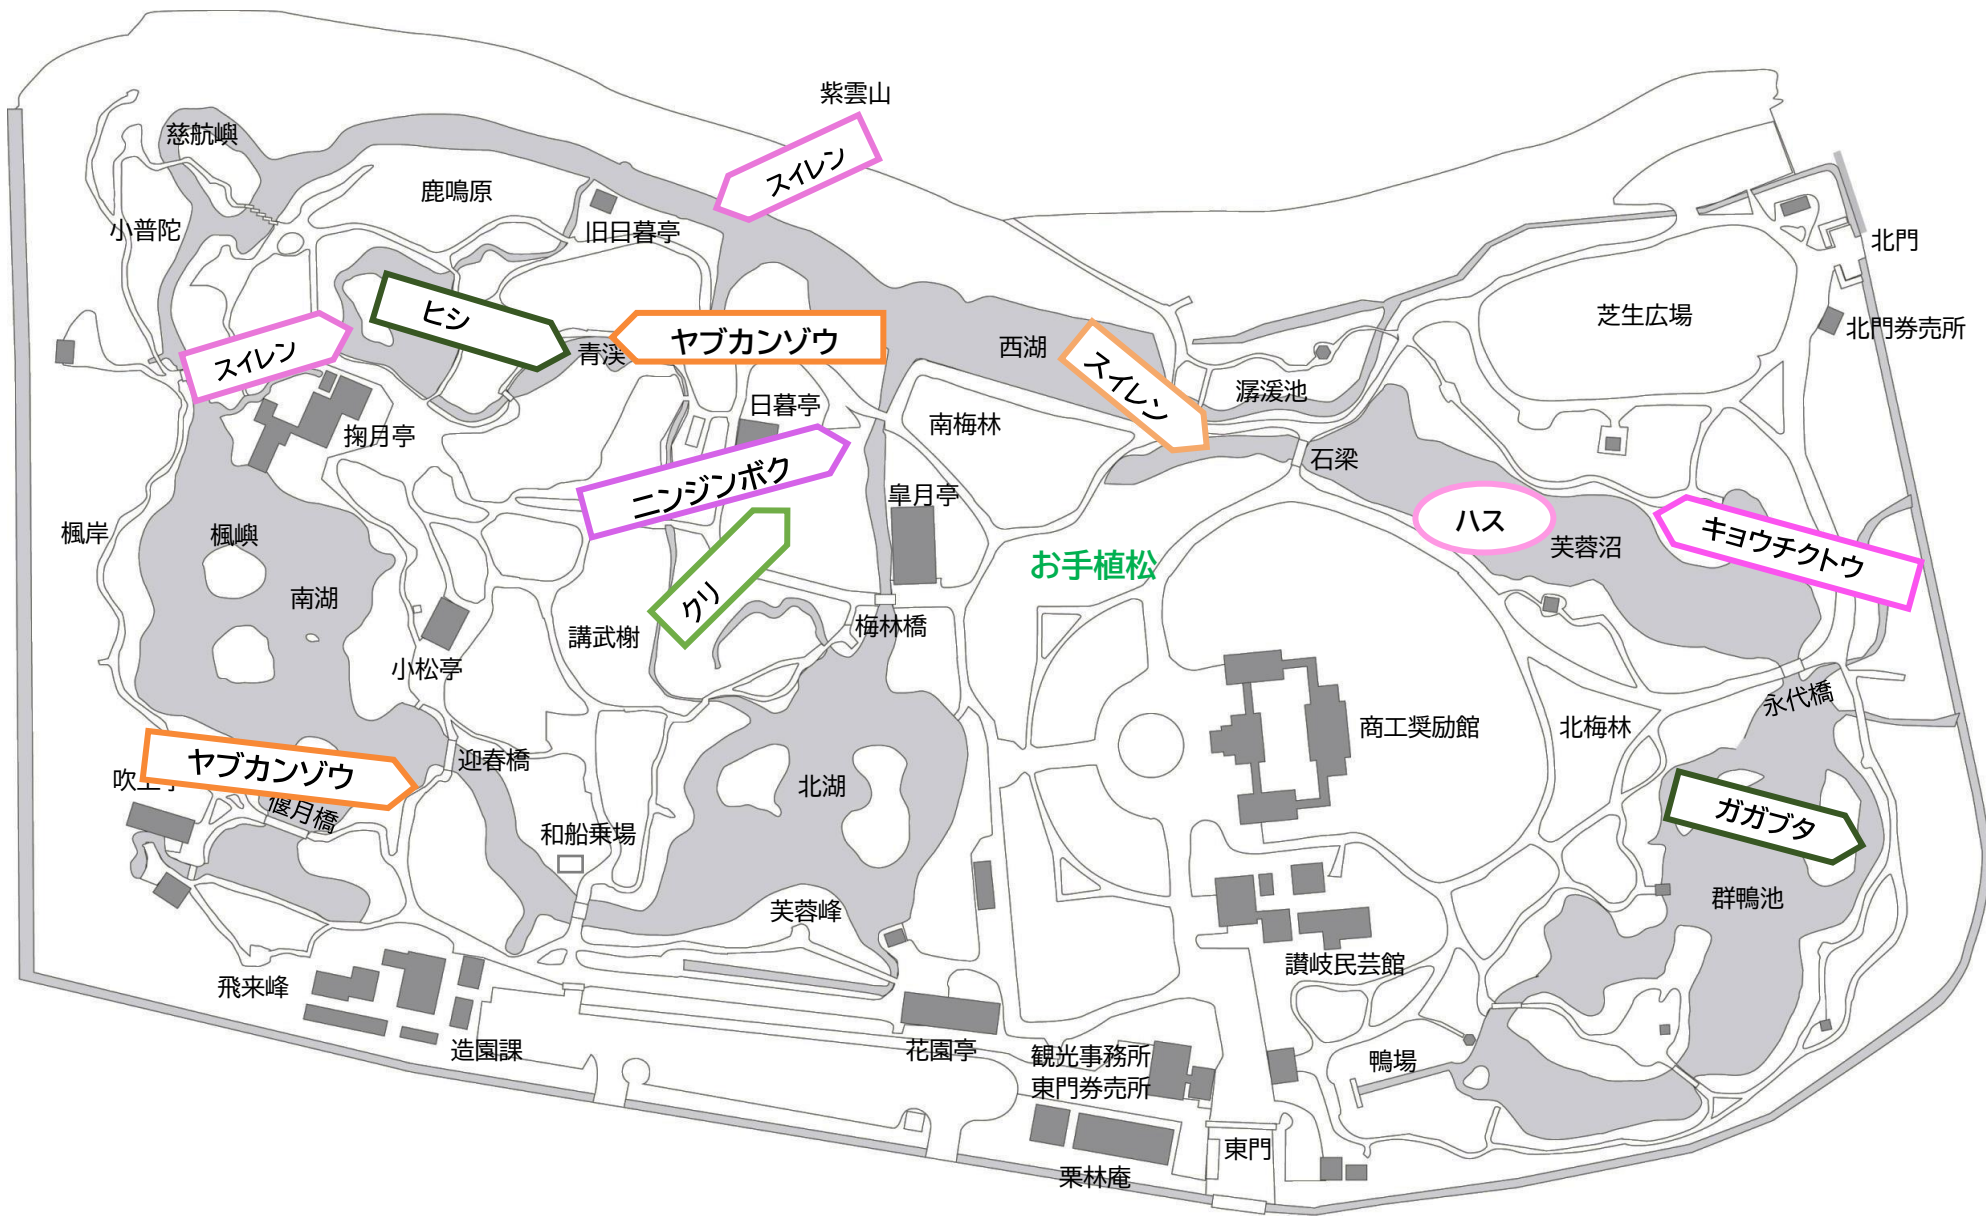 紫雲山
慈航嶼
スイレン
鹿鳴原
小普陀
旧日暮亭
北門
ヒシ
ヤブカンゾウ
芝生広場
北門券売所
スイレン
青渓
西湖
スイレン
潺湲池
日暮亭
南梅林
掬月亭
石梁
ニンジンボク
皐月亭
ハス
キョウチクトウ
楓岸
楓嶼
芙蓉沼
お手植松
クリ
南湖
講武榭
梅林橋
小松亭
永代橋
商工奨励館
北梅林
迎春橋
ヤブカンゾウ
吹上亭
偃月橋
北湖
ガガブタ
和船乗場
群鴨池
芙蓉峰
讃岐民芸館
飛来峰
造園課
花園亭
観光事務所
東門券売所
鴨場
東門
栗林庵